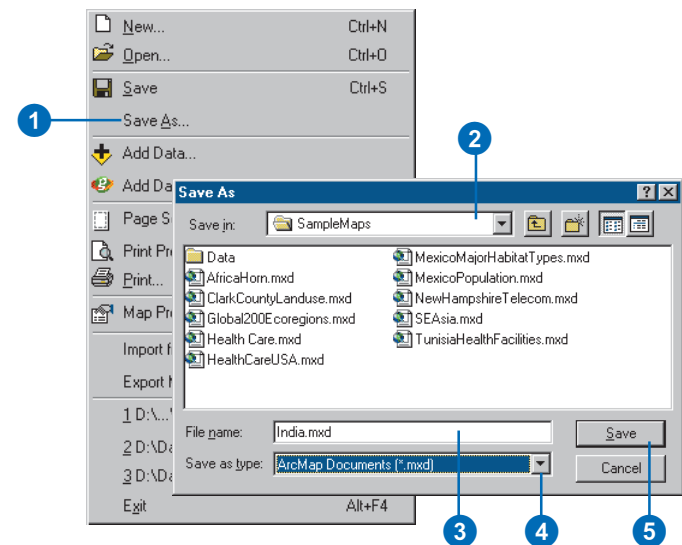 New... Ctrl+N
Open... Ctrl+O
Save Ctrl+S
1
Save As...
Add Data...
Add Da
Page S
Print Pr
Print...
Map Pr
Import f
Export M
1 D:\...
2 D:\Da
3 D:\Da
Exit Alt+F4
2
Save As
Save in: SampleMaps
Data
AfricaHorn.mxd
ClarkCountyLanduse.mxd
Global200Ecoregions.mxd
Health Care.mxd
HealthCareUSA.mxd
MexicoMajorHabitatTypes.mxd
MexicoPopulation.mxd
NewHampshireTelecom.mxd
SEAsia.mxd
TunisiaHealthFacilities.mxd
File name: India.mxd Save
Save as type: ArcMap Documents (*.mxd) Cancel
3 4 5